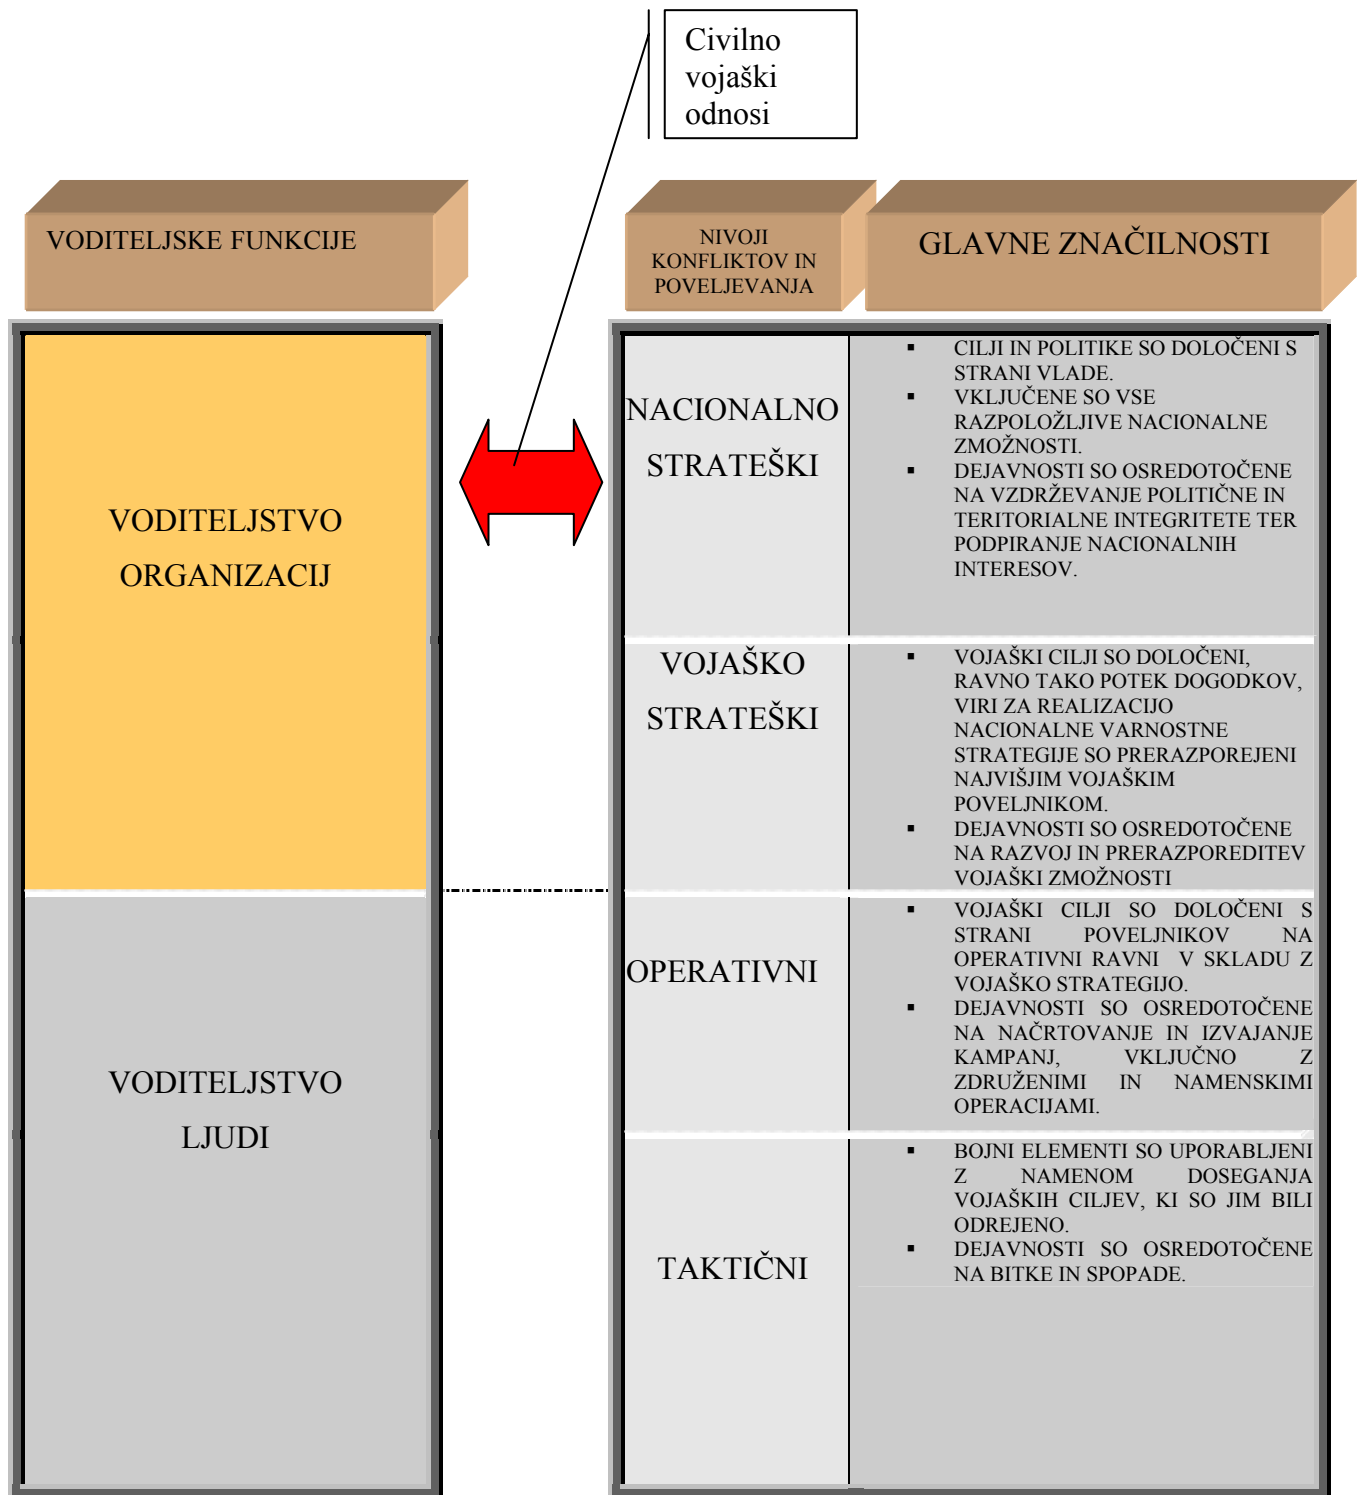 Civilno
vojaški
odnosi
VODITELJSKE FUNKCIJE
NIVOJI
KONFLIKTOV IN
POVELJEVANJA
GLAVNE ZNAČILNOSTI
VODITELJSTVO
ORGANIZACIJ
VODITELJSTVO
LJUDI
NACIONALNO
STRATEŠKI
▪ CILJI IN POLITIKE SO DOLOČENI S
STRANI VLADE.
▪ VKLJUČENE SO VSE
RAZPOLOŽLJIVE NACIONALNE
ZMOŽNOSTI.
▪ DEJAVNOSTI SO OSREDOTOČENE
NA VZDRŽEVANJE POLITIČNE IN
TERITORIALNE INTEGRITETE TER
PODPIRANJE NACIONALNIH
INTERESOV.
VOJAŠKO
STRATEŠKI
▪ VOJAŠKI CILJI SO DOLOČENI,
RAVNO TAKO POTEK DOGODKOV,
VIRI ZA REALIZACIJO
NACIONALNE VARNOSTNE
STRATEGIJE SO PRERAZPOREJENI
NAJVIŠJIM VOJAŠKIM
POVELJNIKOM.
▪ DEJAVNOSTI SO OSREDOTOČENE
NA RAZVOJ IN PRERAZPOREDITEV
VOJAŠKI ZMOŽNOSTI
OPERATIVNI
▪ VOJAŠKI CILJI SO DOLOČENI S
STRANI POVELJNIKOV NA
OPERATIVNI RAVNI V SKLADU Z
VOJAŠKO STRATEGIJO.
▪ DEJAVNOSTI SO OSREDOTOČENE
NA NAČRTOVANJE IN IZVAJANJE
KAMPANJ, VKLJUČNO Z
ZDRUŽENIMI IN NAMENSKIMI
OPERACIJAMI.
TAKTIČNI
▪ BOJNI ELEMENTI SO UPORABLJENI
Z NAMENOM DOSEGANJA
VOJAŠKIH CILJEV, KI SO JIM BILI
ODREJENO.
▪ DEJAVNOSTI SO OSREDOTOČENE
NA BITKE IN SPOPADE.